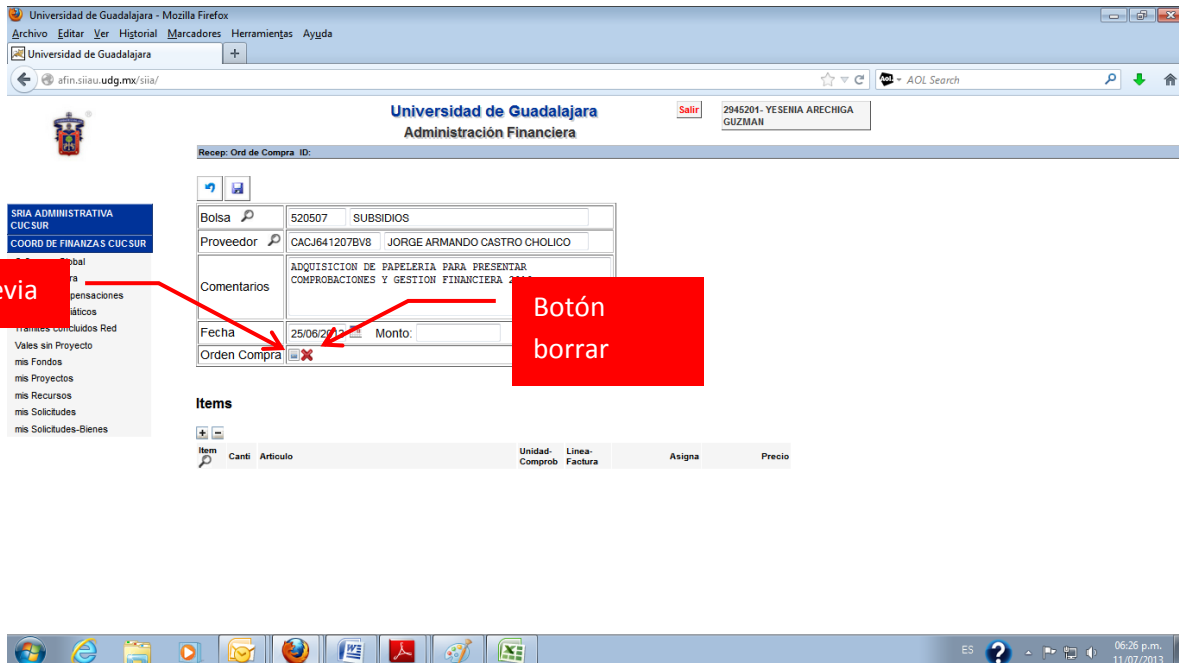 Universidad de Guadalajara - Mozilla Firefox
Archivo Editar Ver Historial Marcadores Herramientas Ayuda
Universidad de Guadalajara
afin.siiau.udg.mx/siia/
AOL Search
Universidad de Guadalajara
Administración Financiera
Salir
2945201- YESENIA ARECHIGA
GUZMAN
Recep: Ord de Compra ID:
SRIA ADMINISTRATIVA
CUCSUR
COORD DE FINANZAS CUCSUR
Trámites Concluidos Red
Vales sin Proyecto
mis Fondos
mis Proyectos
mis Recursos
mis Solicitudes
mis Solicitudes-Bienes
evia
Bolsa 520507 SUBSIDIOS
Proveedor CACJ641207BV8 JORGE ARMANDO CASTRO CHOLICO
Comentarios
ADQUISICION DE PAPELERIA PARA PRESENTAR
COMPROBACIONES Y GESTION FINANCIERA
Fecha 25/06/2013 Monto:
Orden Compra
Botón
borrar
Items
+ -
Item Canti Articulo Unidad-Comprob Linea-Factura Asigna Precio
ES
06:26 p.m.
11/07/2013